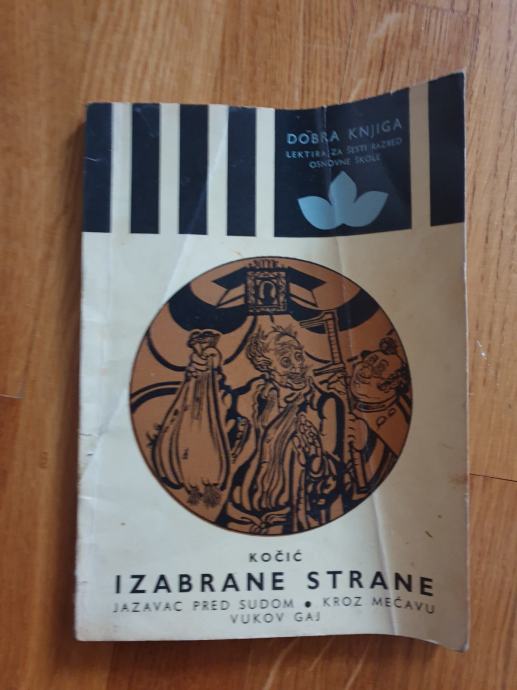 DOBRA KNJIGA
LEKTIRA ZA ŠESTI RAZRED
OSNOVNE ŠKOLE
KOČIĆ
IZABRANE STRANE
JAZAVAC PRED SUDOM • KROZ MEĆAVU
VUKOV GAJ